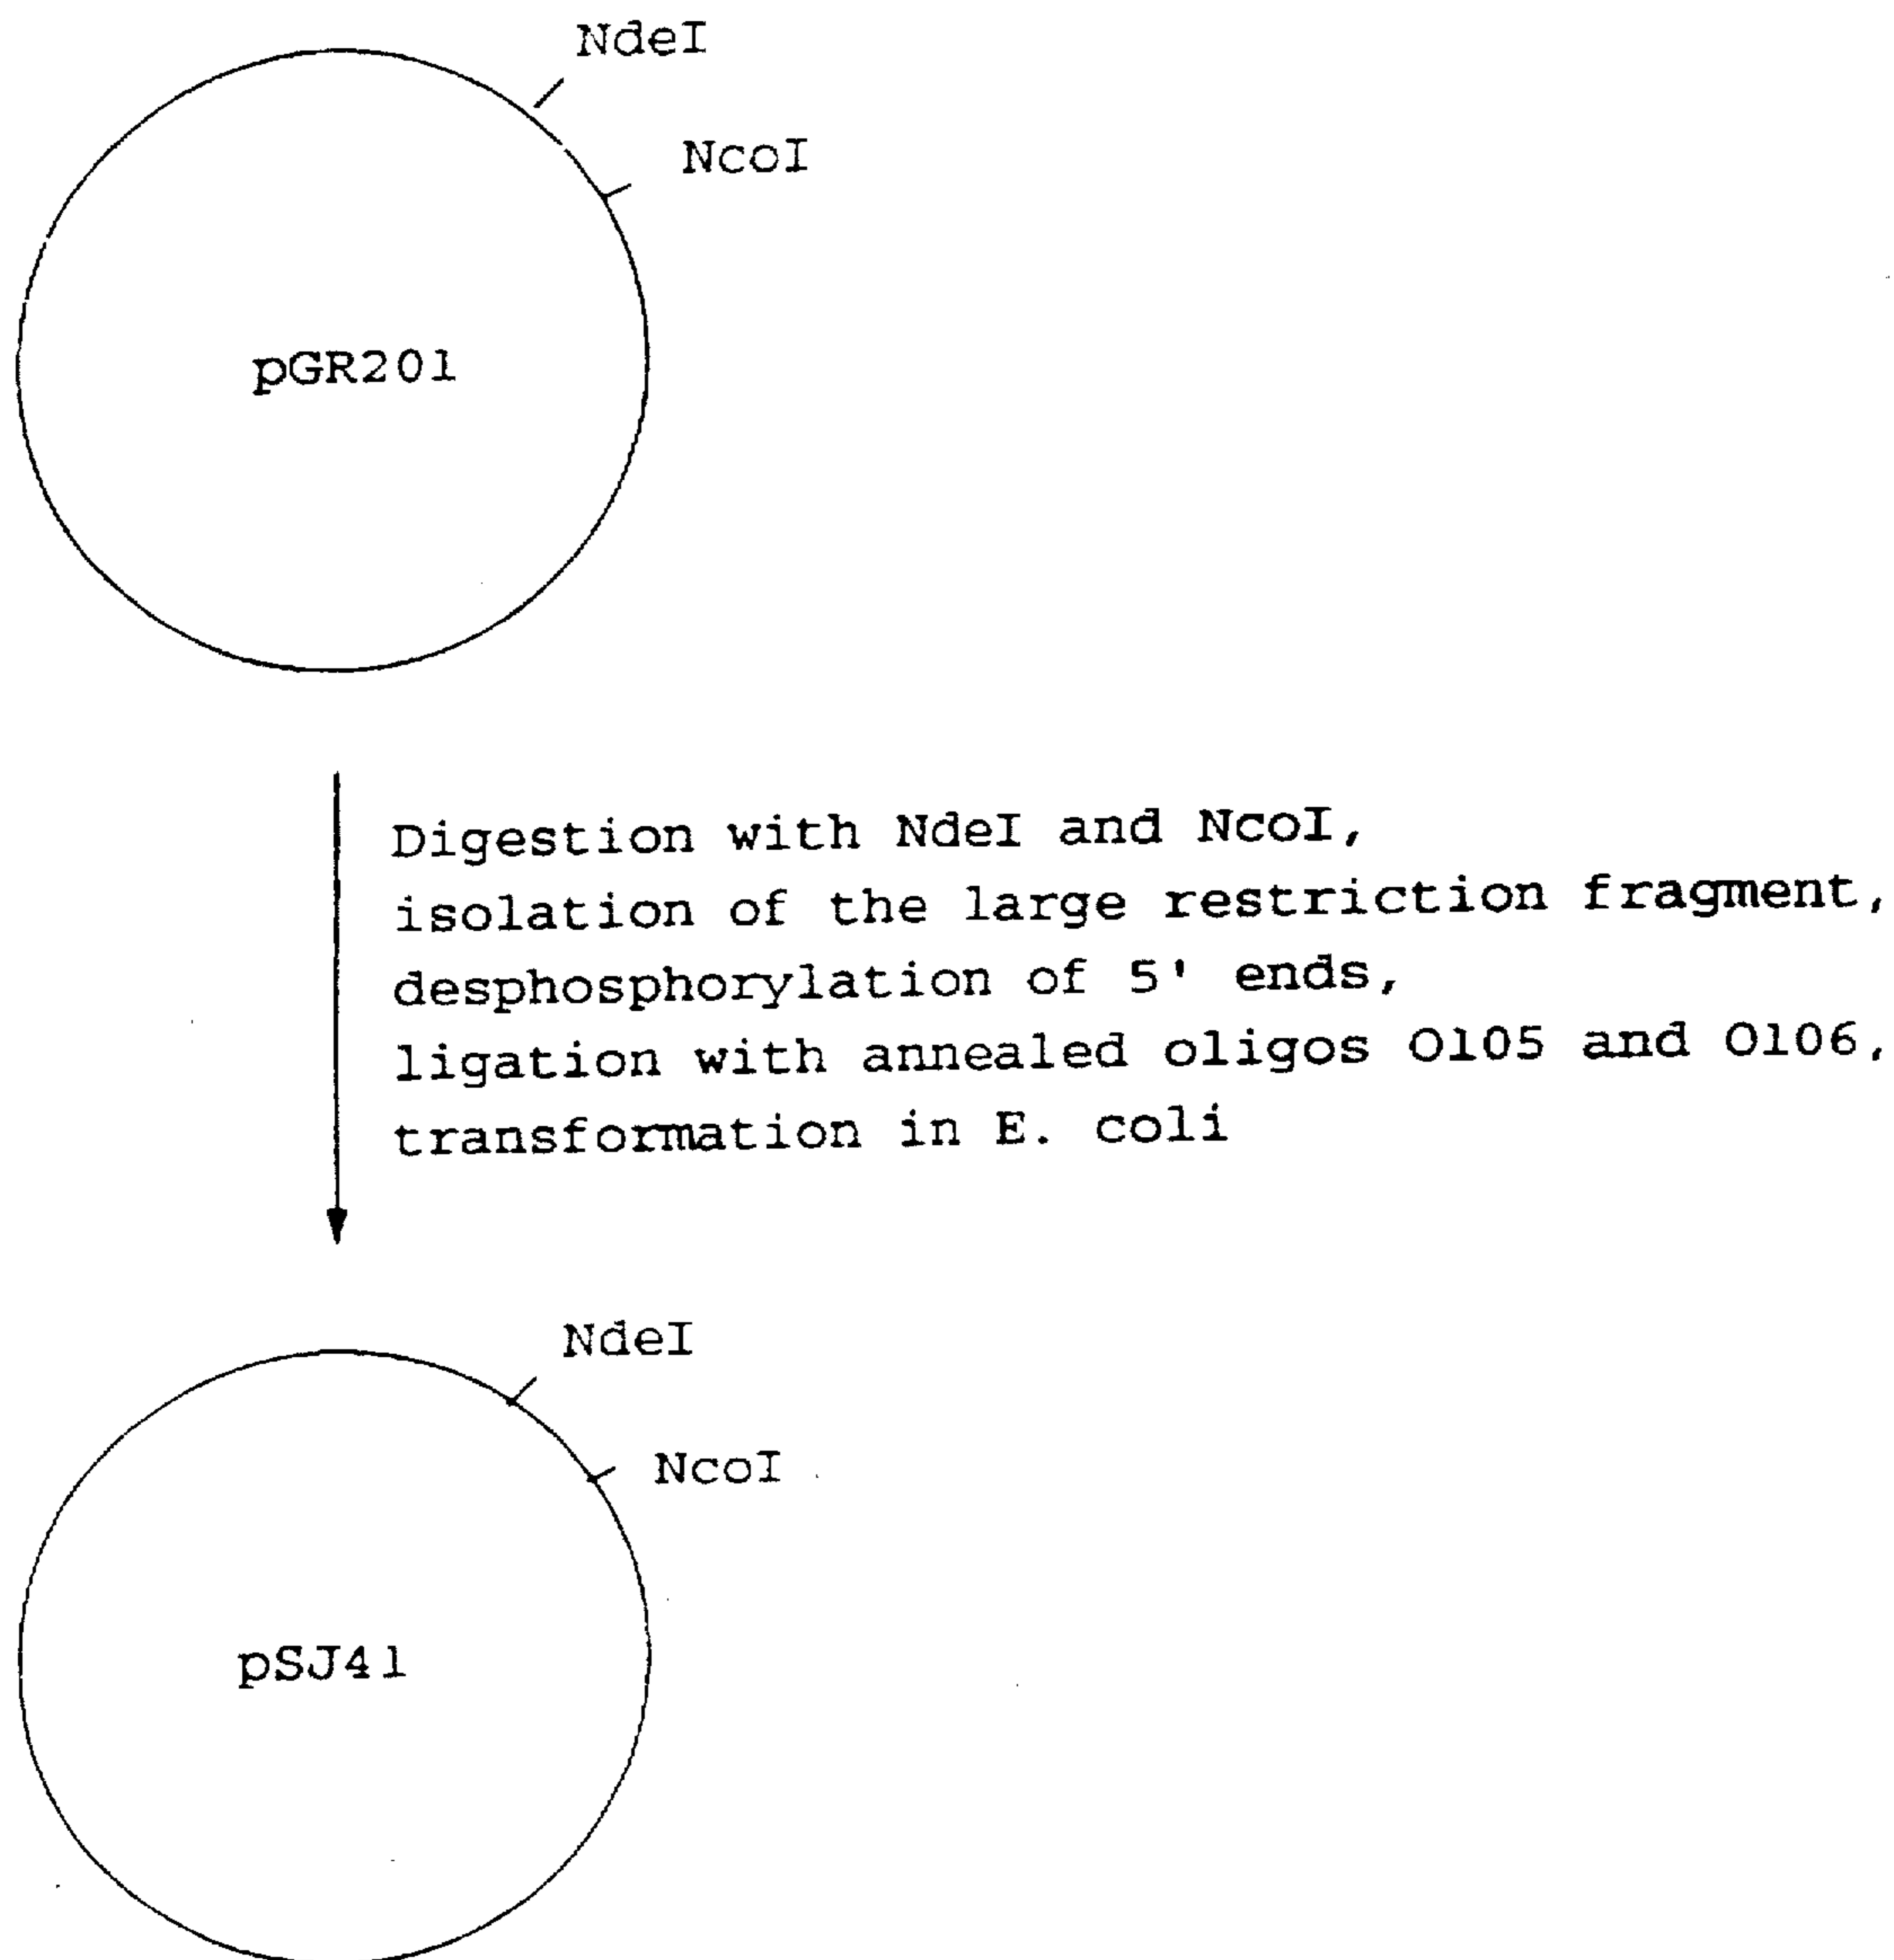 NdeI
NcoI
pGR201
Digestion with NdeI and NcoI,
isolation of the large restriction fragment,
desphosphorylation of 5' ends,
ligation with annealed oligos O105 and O106,
transformation in E. coli
NdeI
NcoI
pSJ41